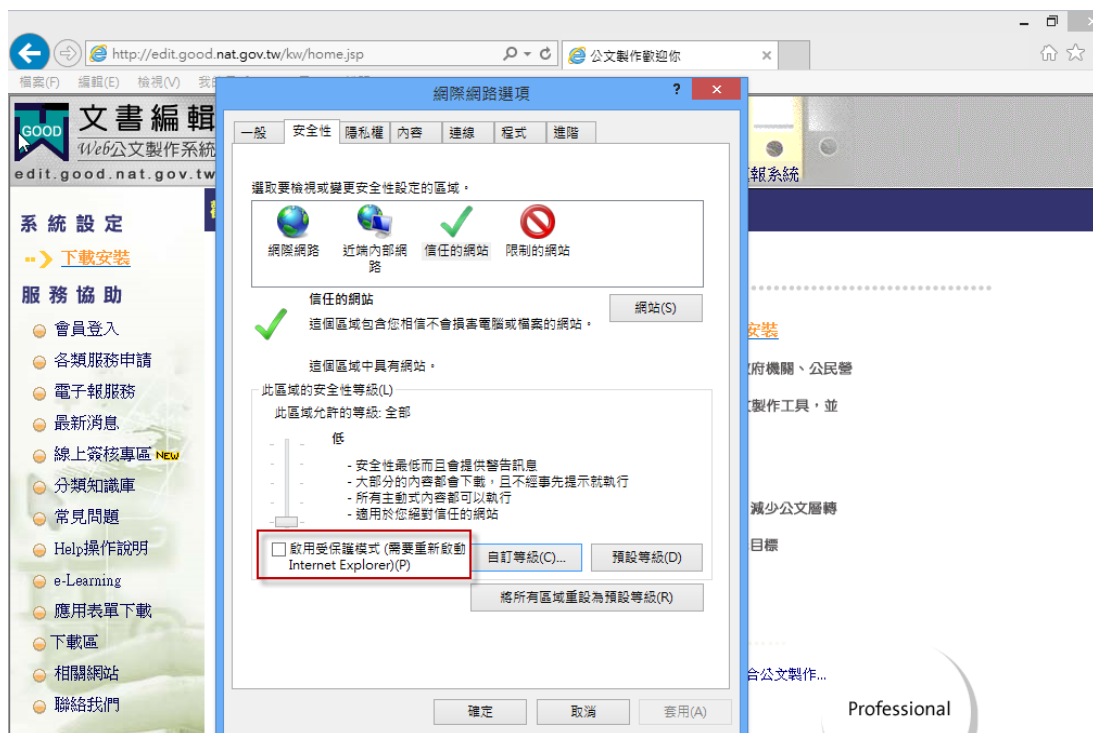 http://edit.good.nat.gov.tw/kw/home.jsp
公文製作歡迎你
檔案(F) 編輯(E) 檢視(V)
GOOD
文書編輯
Web公文製作系統
edit.good.nat.gov.tw
報系統
系統設定
下載安裝
服務協助
會員登入
各類服務申請
電子報服務
最新消息
線上簽核專區 NEW
分類知識庫
常見問題
Help操作說明
e-Learning
應用表單下載
下載區
相關網站
聯絡我們
網際網路選項
?
一般 安全性 隱私權 內容 連線 程式 進階
選取要檢視或變更安全性設定的區域。
網際網路 近端內部網路 信任的網站 限制的網站
信任的網站
網站(S)
這個區域包含您相信不會損害電腦或檔案的網站。
這個區域中具有網站。
此區域的安全性等級(L)
此區域允許的等級: 全部
低
- 安全性最低而且會提供警告訊息
- 大部分的內容都會下載，且不經事先提示就執行
- 所有主動式內容都可以執行
- 適用於您絕對信任的網站
啟用受保護模式 (需要重新啟動
Internet Explorer)(P)
自訂等級(C)... 預設等級(D)
將所有區域重設為預設等級(R)
確定 取消 套用(A)
安裝
府機關、公民營
製作工具，並
減少公文層轉
目標
合公文製作...
Professional